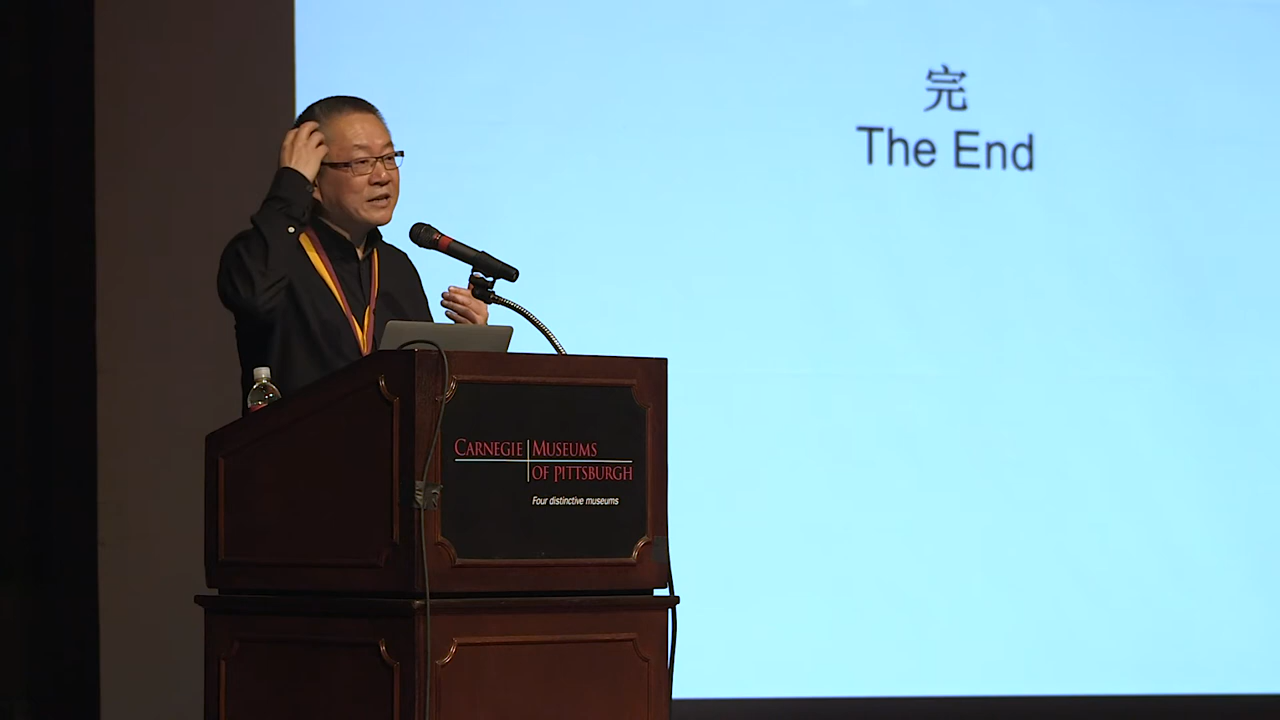 完
The End
CARNEGIE MUSEUMS
OF PITTSBURGH
Four distinctive museums